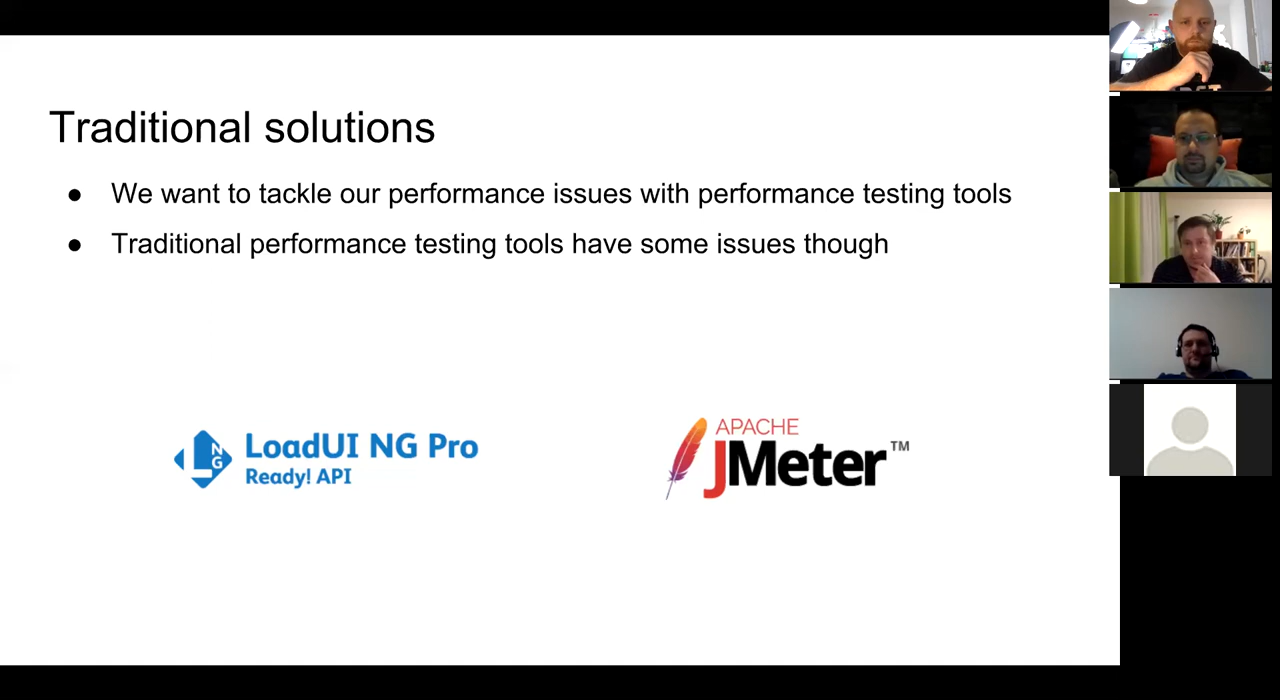 Traditional solutions
● We want to tackle our performance issues with performance testing tools
● Traditional performance testing tools have some issues though
NG
LoadUI NG Pro
Ready! API
APACHE
JMeter™